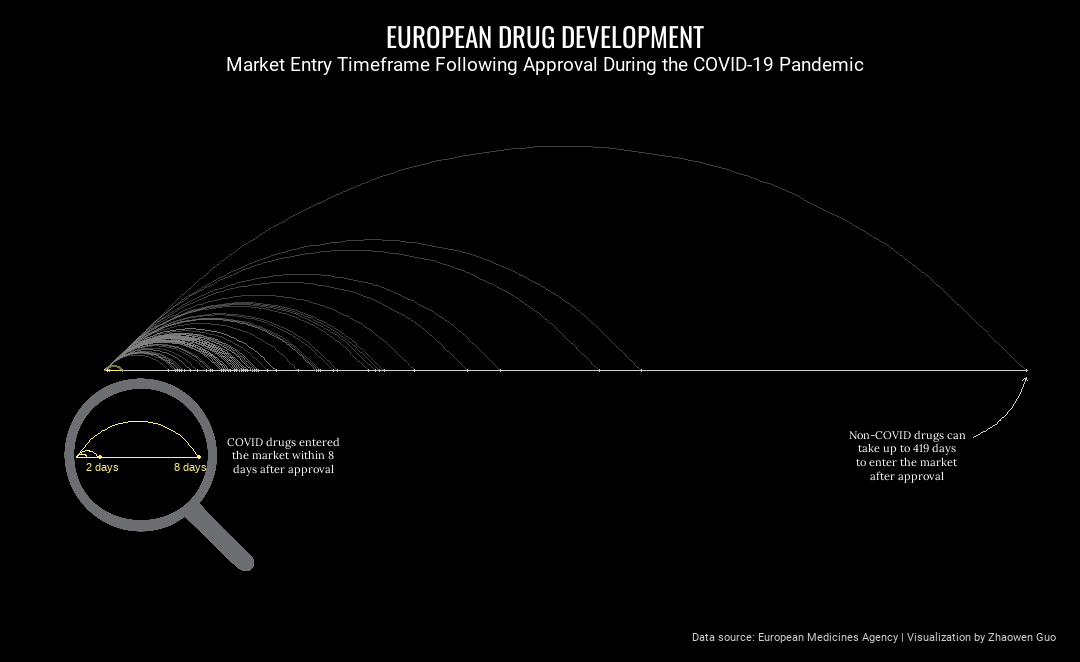 EUROPEAN DRUG DEVELOPMENT
Market Entry Timeframe Following Approval During the COVID-19 Pandemic
2 days
8 days
COVID drugs entered
the market within 8
days after approval
Non-COVID drugs can
take up to 419 days
to enter the market
after approval
Data source: European Medicines Agency | Visualization by Zhaowen Guo